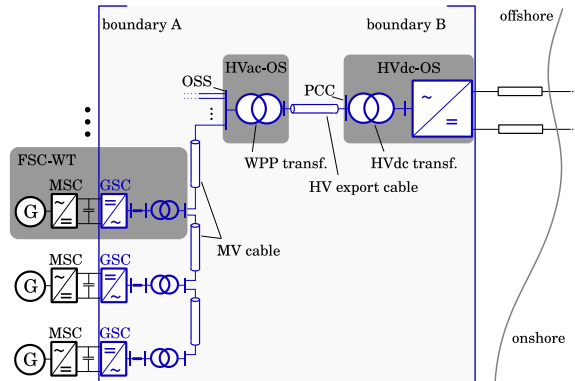 boundary A
boundary B
offshore
HVac-OS
HVdc-OS
OSS
PCC
WPP transf.
HVdc transf.
HV export cable
FSC-WT
MSC
GSC
G
MV cable
MSC
GSC
G
MSC
GSC
G
onshore